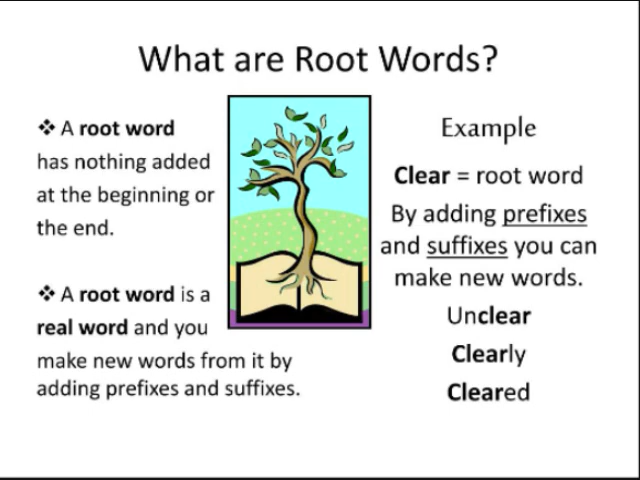 What are Root Words?
❖ A root word
has nothing added
at the beginning or
the end.
❖ A root word is a
real word and you
make new words from it by
adding prefixes and suffixes.
Example
Clear = root word
By adding prefixes
and suffixes you can
make new words.
Unclear
Clearly
Cleared